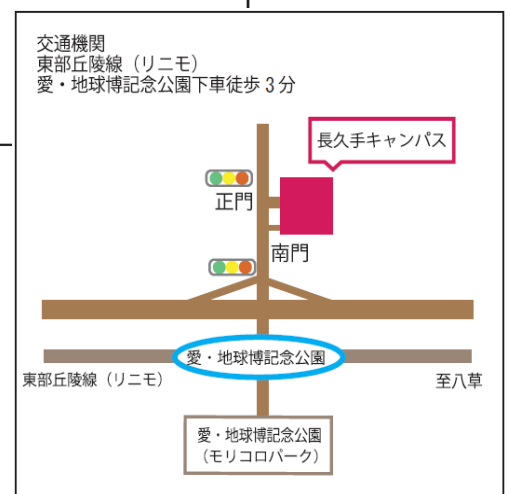 交通機関
東部丘陵線（リニモ）
愛・地球博記念公園下車徒歩 3 分
長久手キャンパス
正門
南門
愛・地球博記念公園
東部丘陵線（リニモ）
至八草
愛・地球博記念公園
（モリコロパーク）